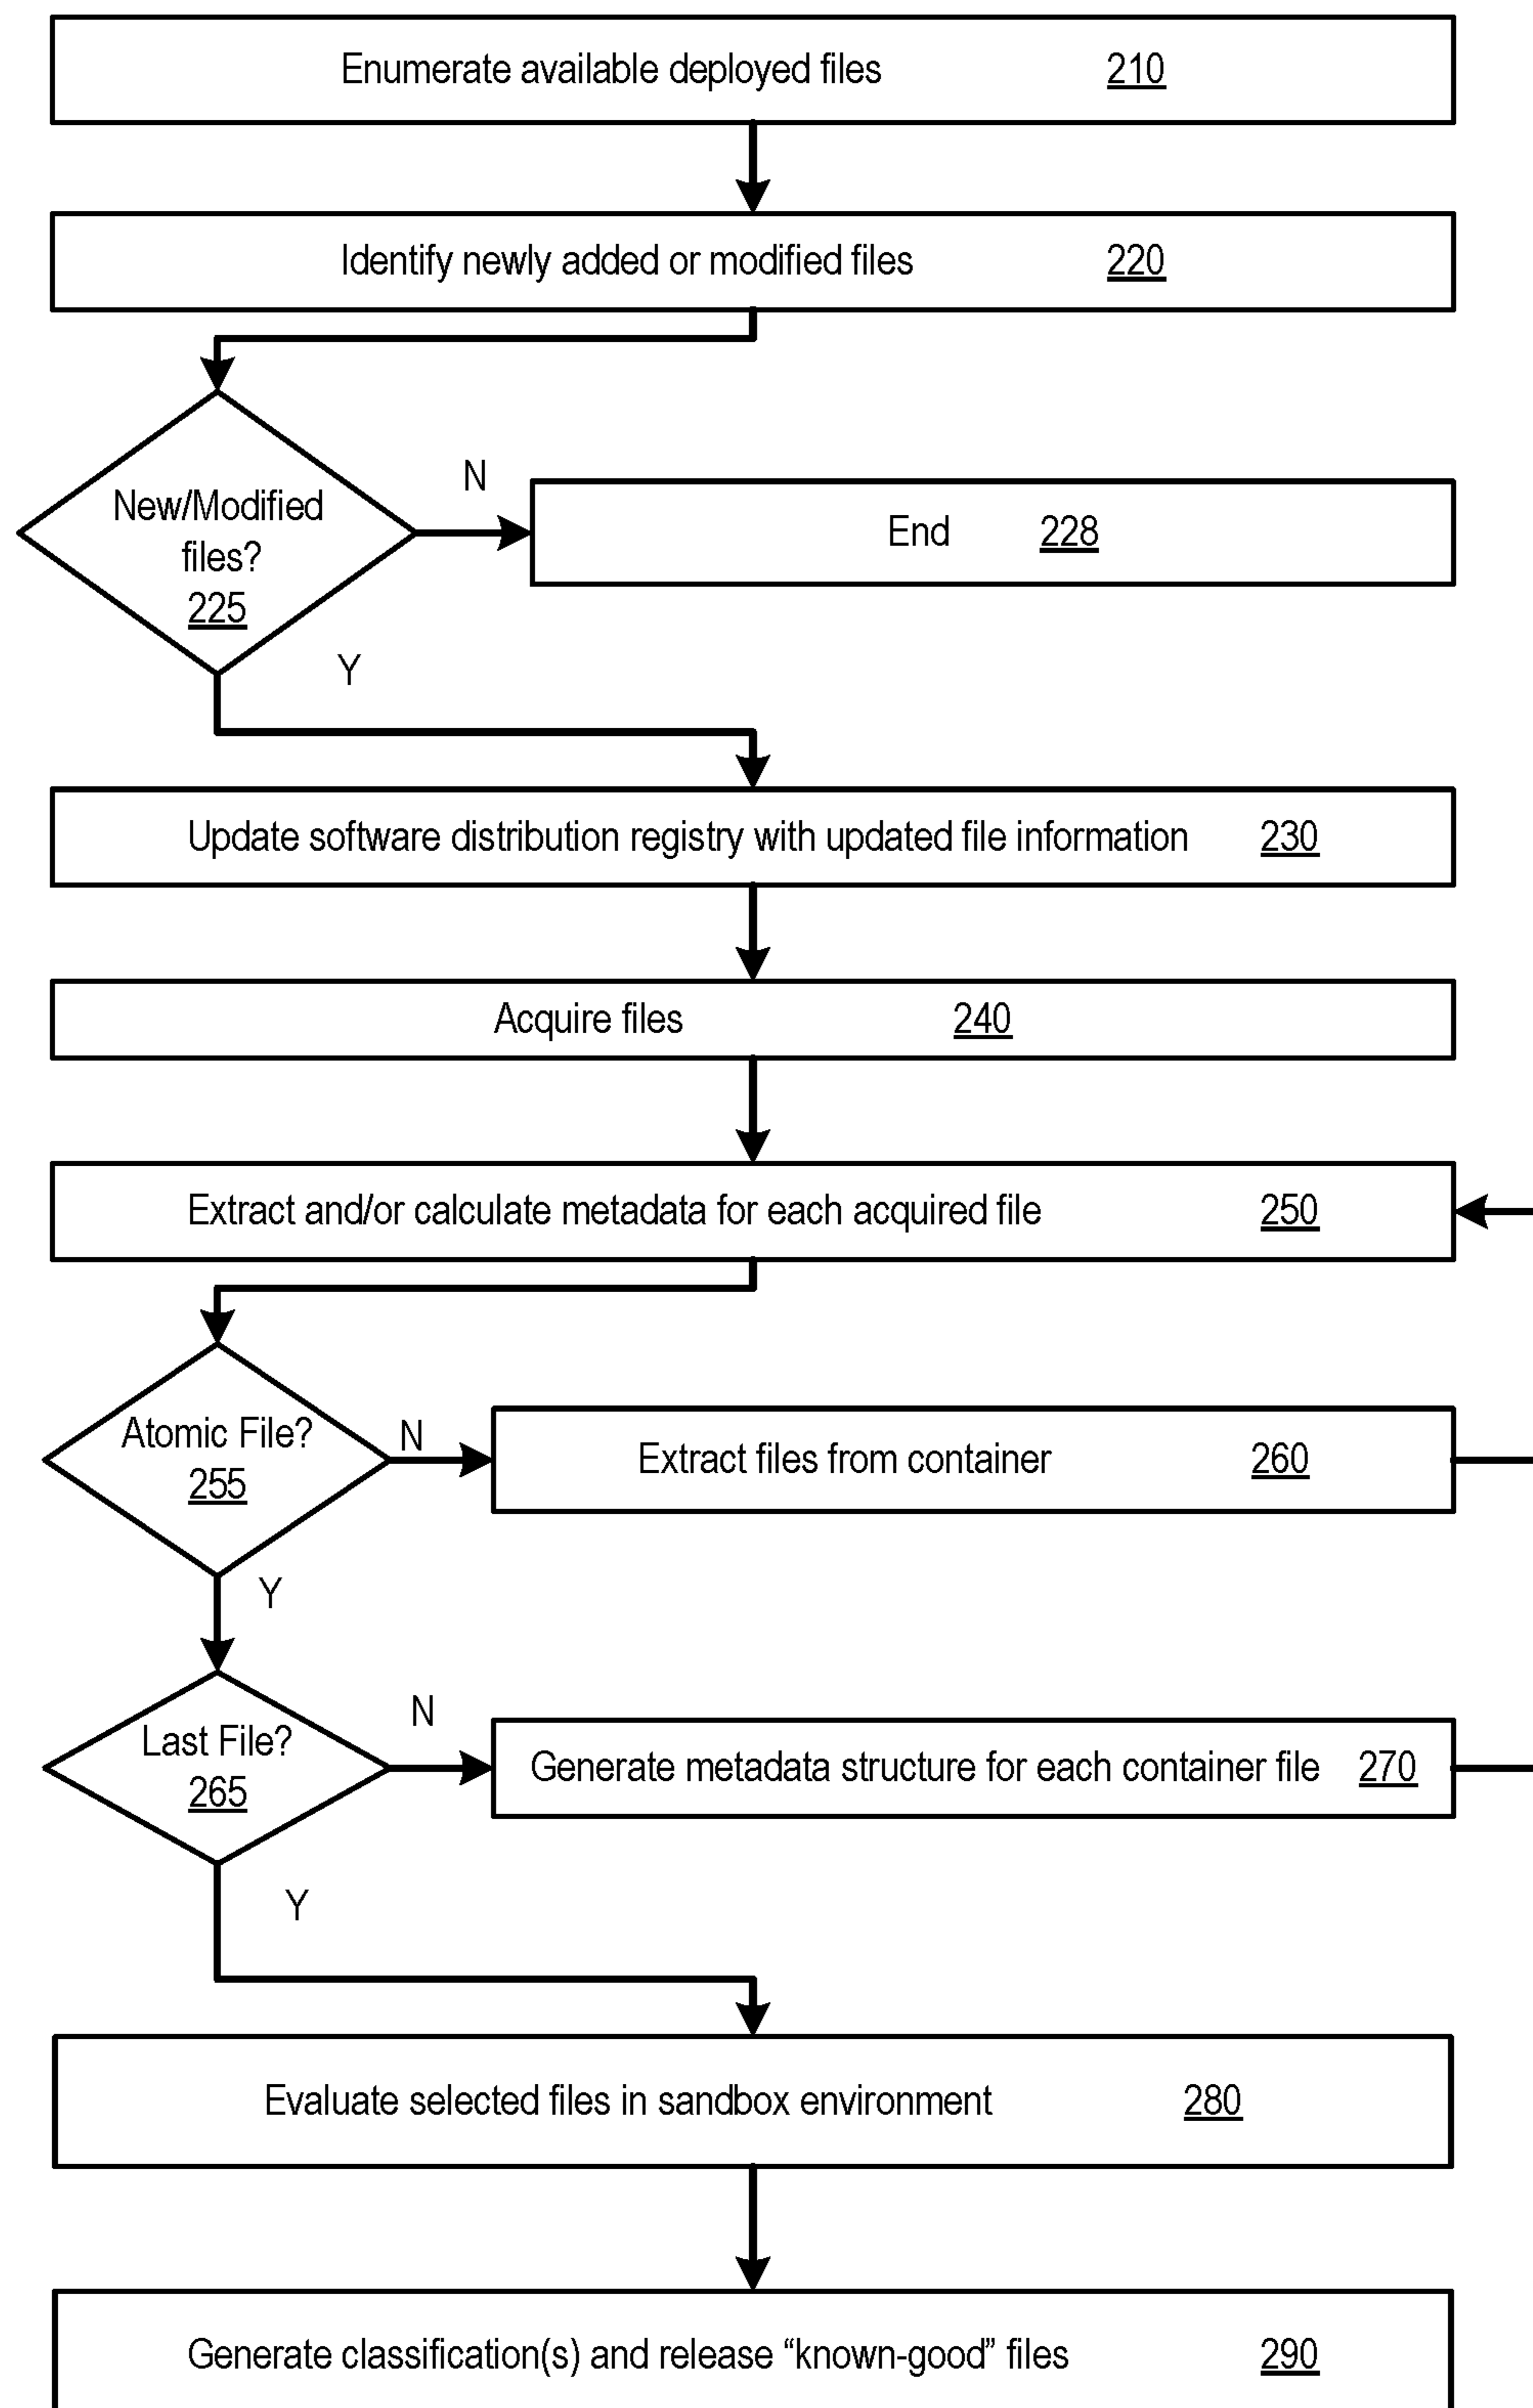 Enumerate available deployed files 210
Identify newly added or modified files 220
New/Modified
files?
225
N
End 228
Y
Update software distribution registry with updated file information 230
Acquire files 240
Extract and/or calculate metadata for each acquired file 250
Atomic File?
255
N
Extract files from container 260
Y
Last File?
265
N
Generate metadata structure for each container file 270
Y
Evaluate selected files in sandbox environment 280
Generate classification(s) and release “known-good” files 290